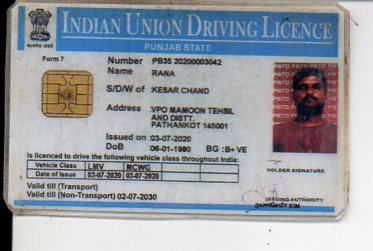 INDIAN UNION DRIVING LICENCE
PUNJAB STATE
Form 7
Number : PB35 20200003042
Name : RANA
S/D/W of : KESAR CHAND
Address : VPO MAMOON TEHSIL
AND DISTT.
PATHANKOT 145001
Issued on : 03-07-2020
DoB : 06-01-1980 BG : B+ VE
Is licenced to drive the following vehicle class throughout India:
Vehicle Class LMV MCWG
Date of Issue 03-07-2020 03-07-2020
Valid till (Transport)
Valid till (Non-Transport) 02-07-2030
HOLDER SIGNATURE
ISSUING AUTHORITY